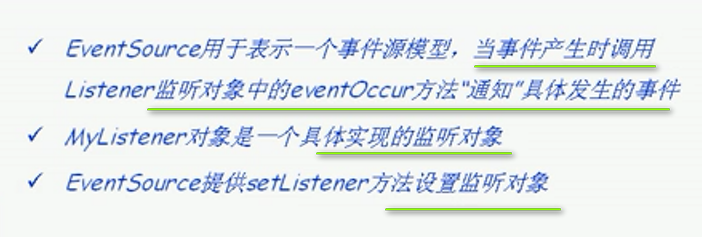 ✓ EventSource用于表示一个事件源模型，当事件产生时调用
Listener监听对象中的eventOccur方法“通知”具体发生的事件
✓ MyListener对象是一个具体实现的监听对象
✓ EventSource提供setListener方法设置监听对象